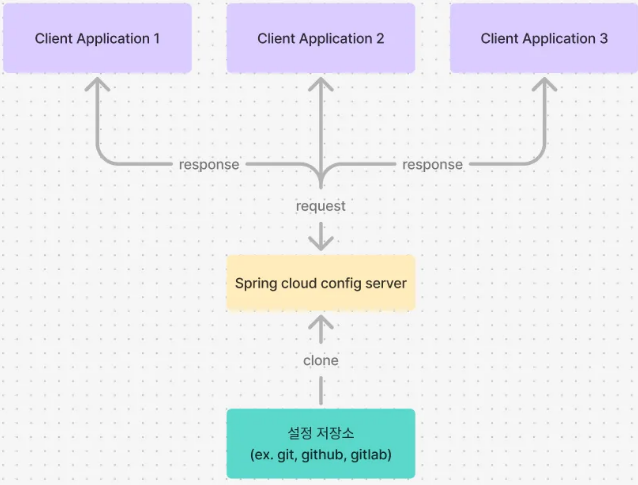 Client Application 1
Client Application 2
Client Application 3
response
response
request
Spring cloud config server
clone
설정 저장소
(ex. git, github, gitlab)